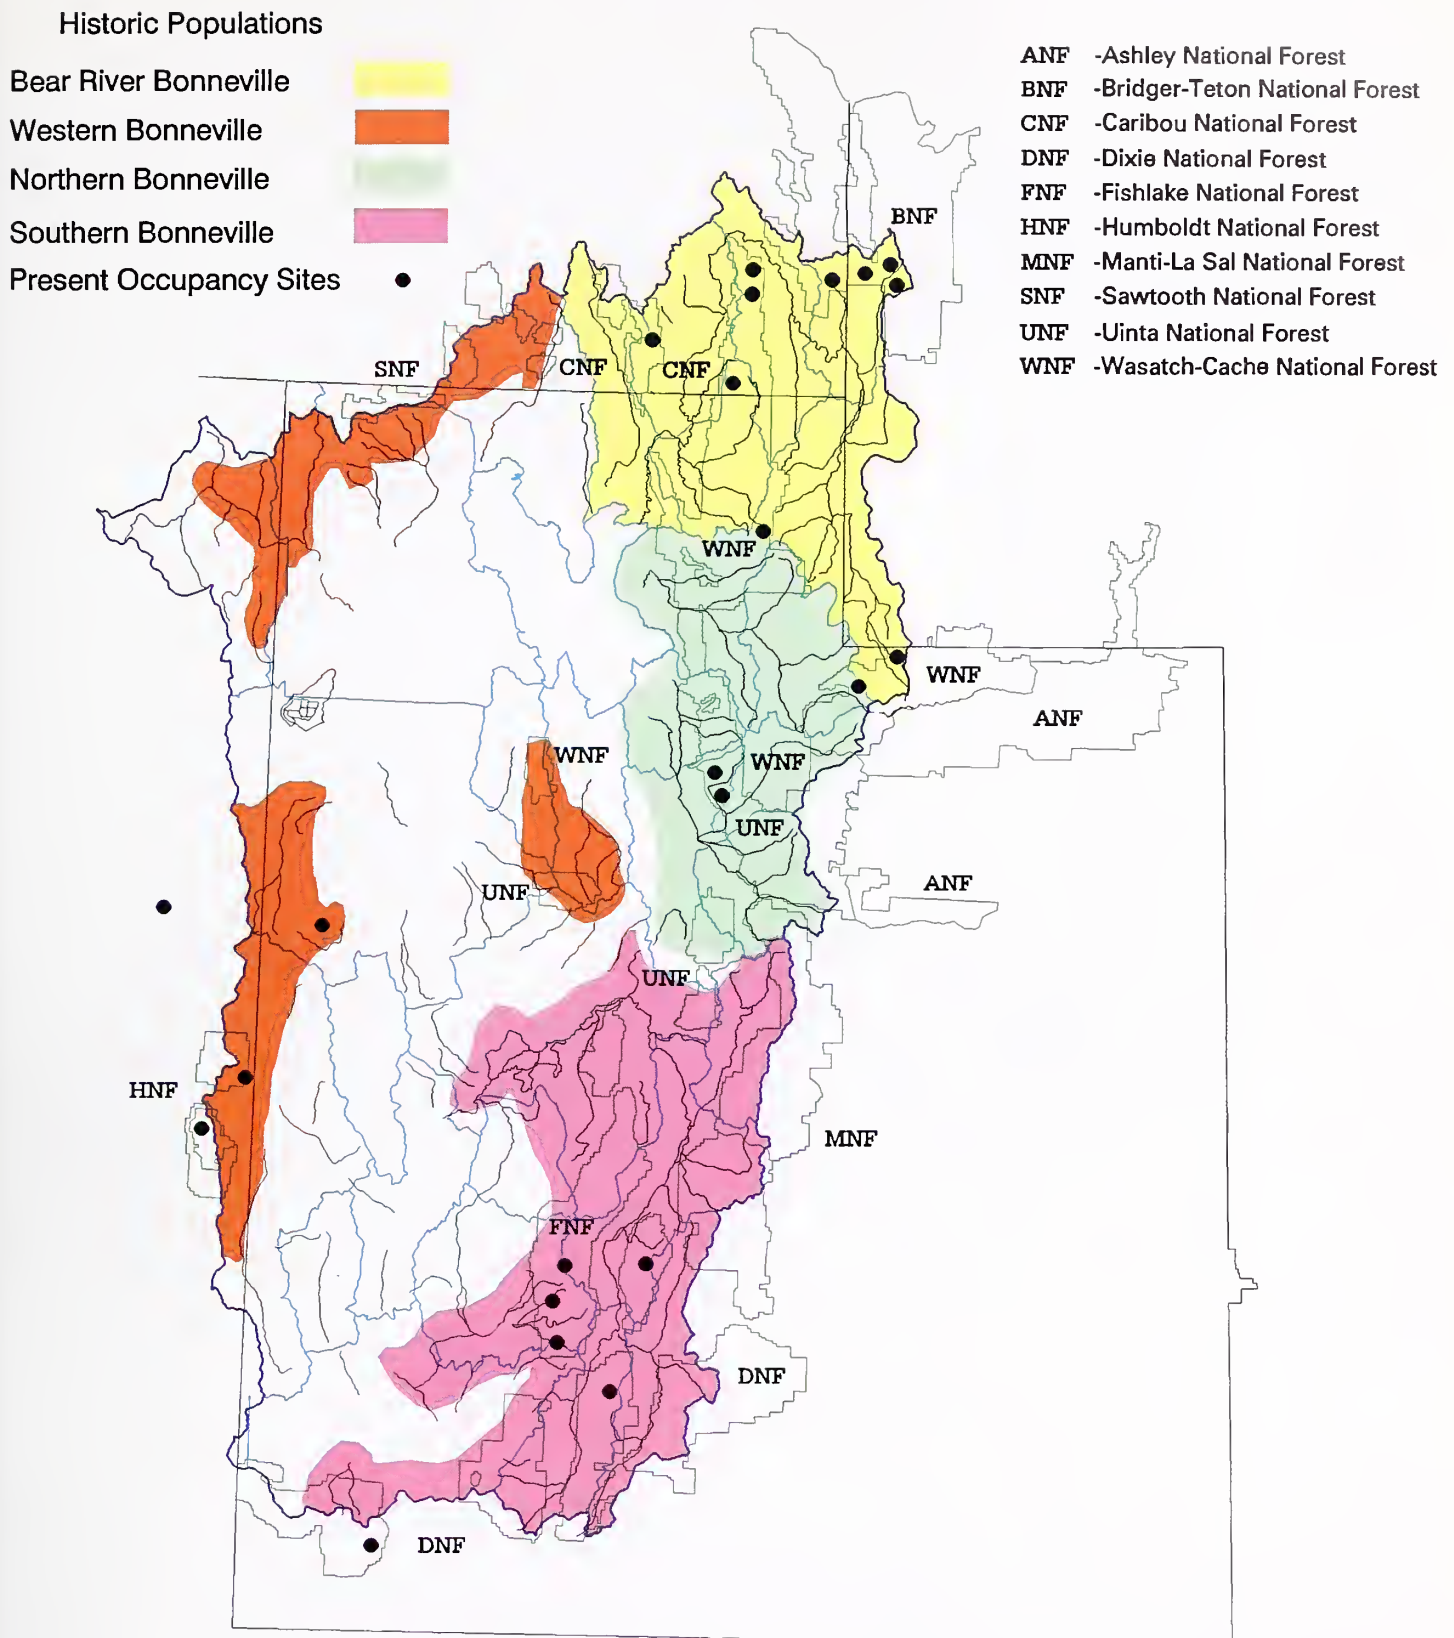 Historic Populations
Bear River Bonneville
Western Bonneville
Northern Bonneville
Southern Bonneville
Present Occupancy Sites
ANF -Ashley National Forest
BNF -Bridger-Teton National Forest
CNF -Caribou National Forest
DNF -Dixie National Forest
FNF -Fishlake National Forest
HNF -Humboldt National Forest
MNF -Manti-La Sal National Forest
SNF -Sawtooth National Forest
UNF -Uinta National Forest
WNF -Wasatch-Cache National Forest
BNF
SNF
CNF
CNF
WNF
WNF
ANF
WNF
WNF
UNF
ANF
UNF
UNF
HNF
MNF
FNF
DNF
DNF